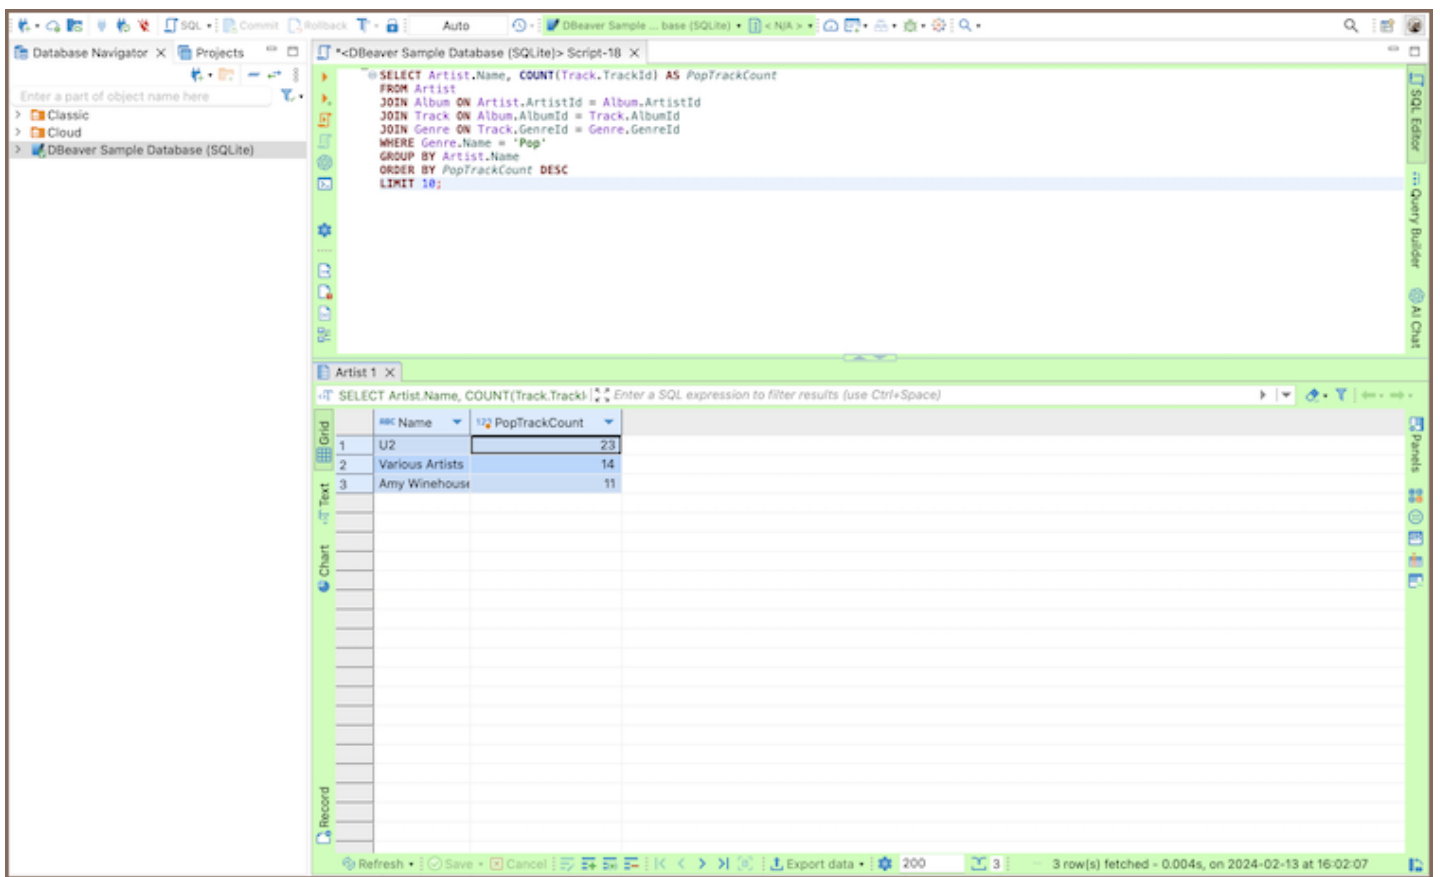 SQL Commit Rollback Auto DBeaver Sample ... base (SQLite) < N/A >
Database Navigator Projects
Enter a part of object name here
Classic
Cloud
DBeaver Sample Database (SQLite)
*<DBeaver Sample Database (SQLite)> Script-18
SELECT Artist.Name, COUNT(Track.TrackId) AS PopTrackCount
FROM Artist
JOIN Album ON Artist.ArtistId = Album.ArtistId
JOIN Track ON Album.AlbumId = Track.AlbumId
JOIN Genre ON Track.GenreId = Genre.GenreId
WHERE Genre.Name = 'Pop'
GROUP BY Artist.Name
ORDER BY PopTrackCount DESC
LIMIT 10;
SQL Editor
Query Builder
AI Chat
Artist 1
SELECT Artist.Name, COUNT(Track.TrackI Enter a SQL expression to filter results (use Ctrl+Space)
Grid
Text
Chart
Record
ABC Name 123 PopTrackCount
1 U2 23
2 Various Artists 14
3 Amy Winehouse 11
Panels
Refresh Save Cancel Export data 200 3 3 row(s) fetched - 0.004s, on 2024-02-13 at 16:02:07